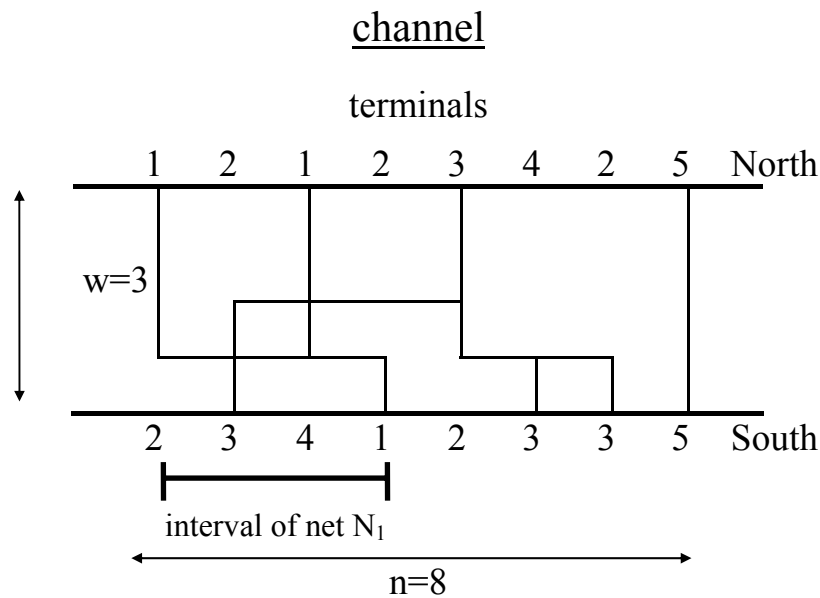 channel
terminals
1 2 1 2 3 4 2 5 North
w=3
2 3 4 1 2 3 3 5 South
interval of net N₁
n=8